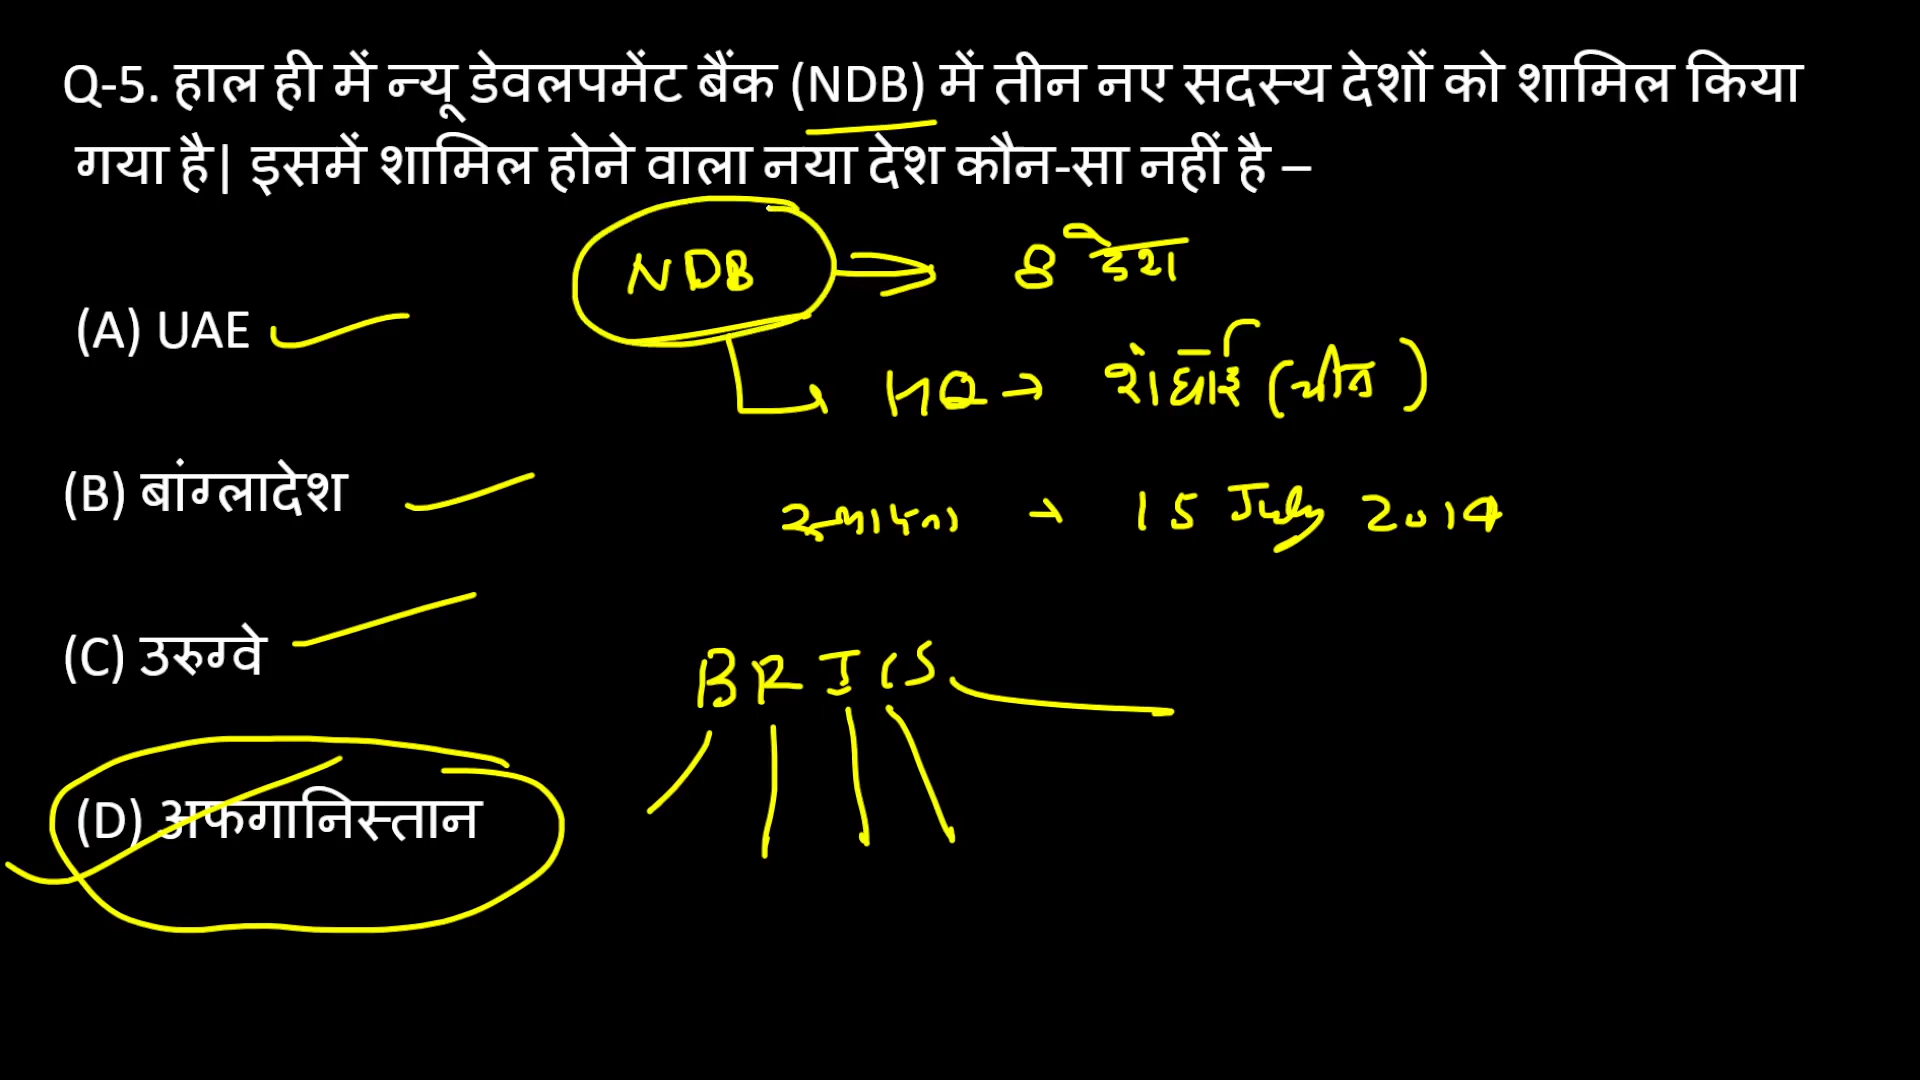 Q-5. हाल ही में न्यू डेवलपमेंट बैंक (NDB) में तीन नए सदस्य देशों को शामिल किया
गया है| इसमें शामिल होने वाला नया देश कौन-सा नहीं है –
NDB ⇒ 8 देश
(A) UAE
HQ → शंघाई (चीन)
(B) बांग्लादेश
स्थापना → 15 July 2014
(C) उरुग्वे
BRICS
(D) अफगानिस्तान